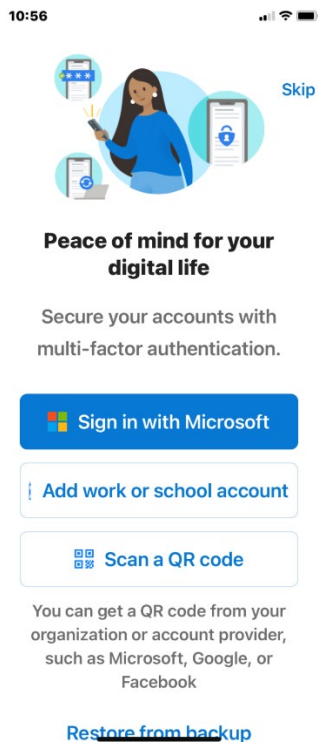 10:56
Skip
Peace of mind for your
digital life
Secure your accounts with
multi-factor authentication.
Sign in with Microsoft
Add work or school account
Scan a QR code
You can get a QR code from your
organization or account provider,
such as Microsoft, Google, or
Facebook
Restore from backup